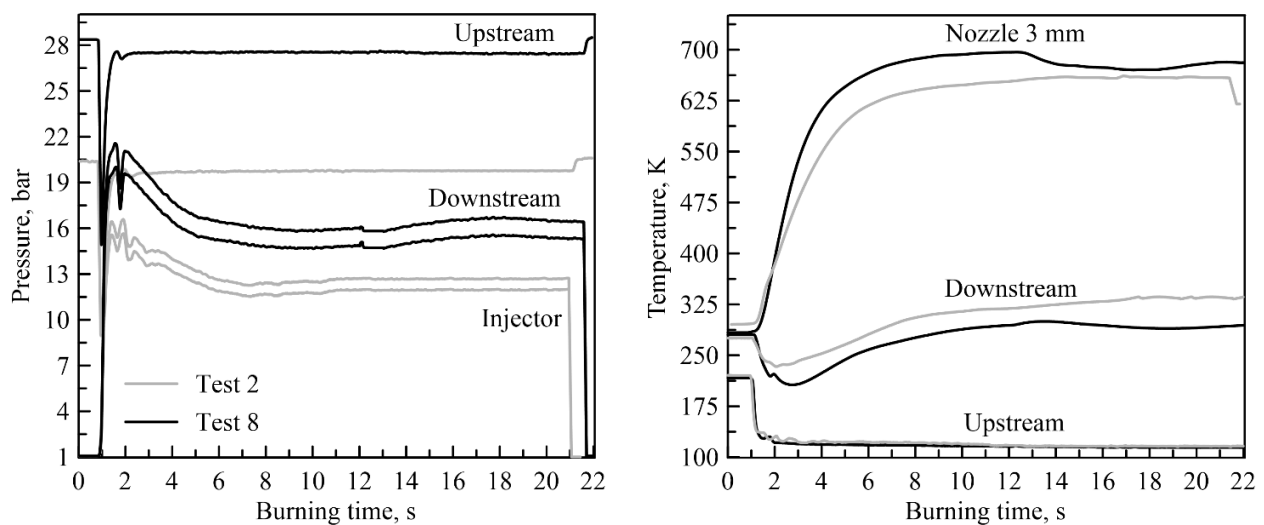 28
25
22
19
16
13
10
7
4
1
Pressure, bar
Upstream
Downstream
Injector
Test 2
Test 8
0 2 4 6 8 10 12 14 16 18 20 22
Burning time, s
700
625
550
475
400
325
250
175
100
Temperature, K
Nozzle 3 mm
Downstream
Upstream
0 2 4 6 8 10 12 14 16 18 20 22
Burning time, s